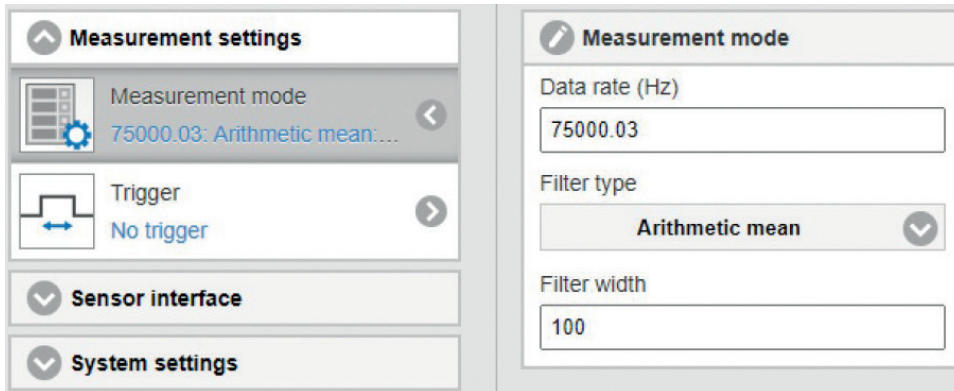 Measurement settings
Measurement mode
75000.03: Arithmetic mean:...
Trigger
No trigger
Sensor interface
System settings
Measurement mode
Data rate (Hz)
75000.03
Filter type
Arithmetic mean
Filter width
100